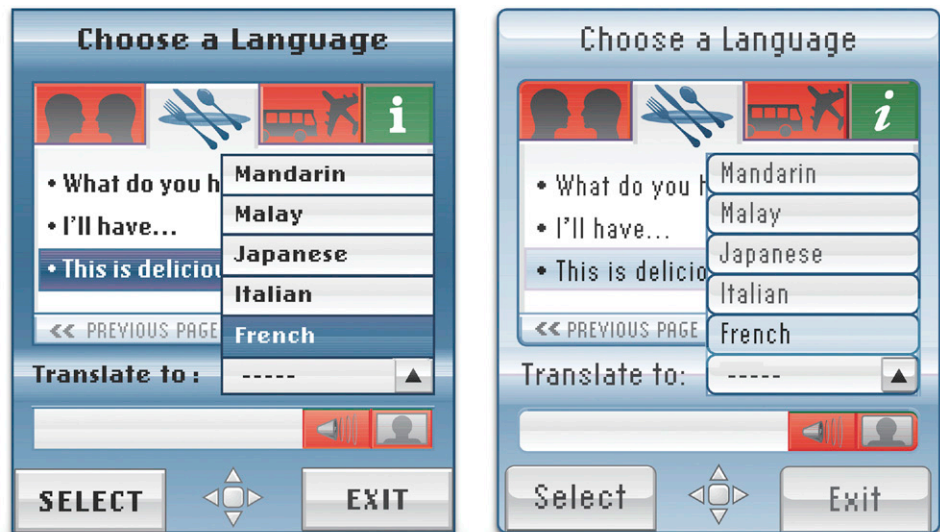 Choose a Language
i
• What do you h
• I'll have...
• This is deliciou
Mandarin
Malay
Japanese
Italian
French
<< PREVIOUS PAGE
Translate to :
-----
SELECT
EXIT
Choose a Language
i
• What do you h
• I'll have...
• This is delicio
Mandarin
Malay
Japanese
Italian
French
<< PREVIOUS PAGE
Translate to:
-----
Select
Exit